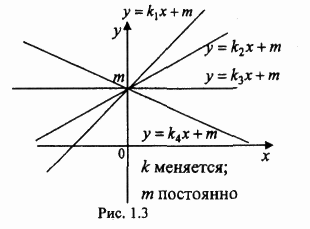 y = k₁x + m
y
y = k₂x + m
m
y = k₃x + m
y = k₄x + m
0
x
k меняется;
m постоянно
Рис. 1.3